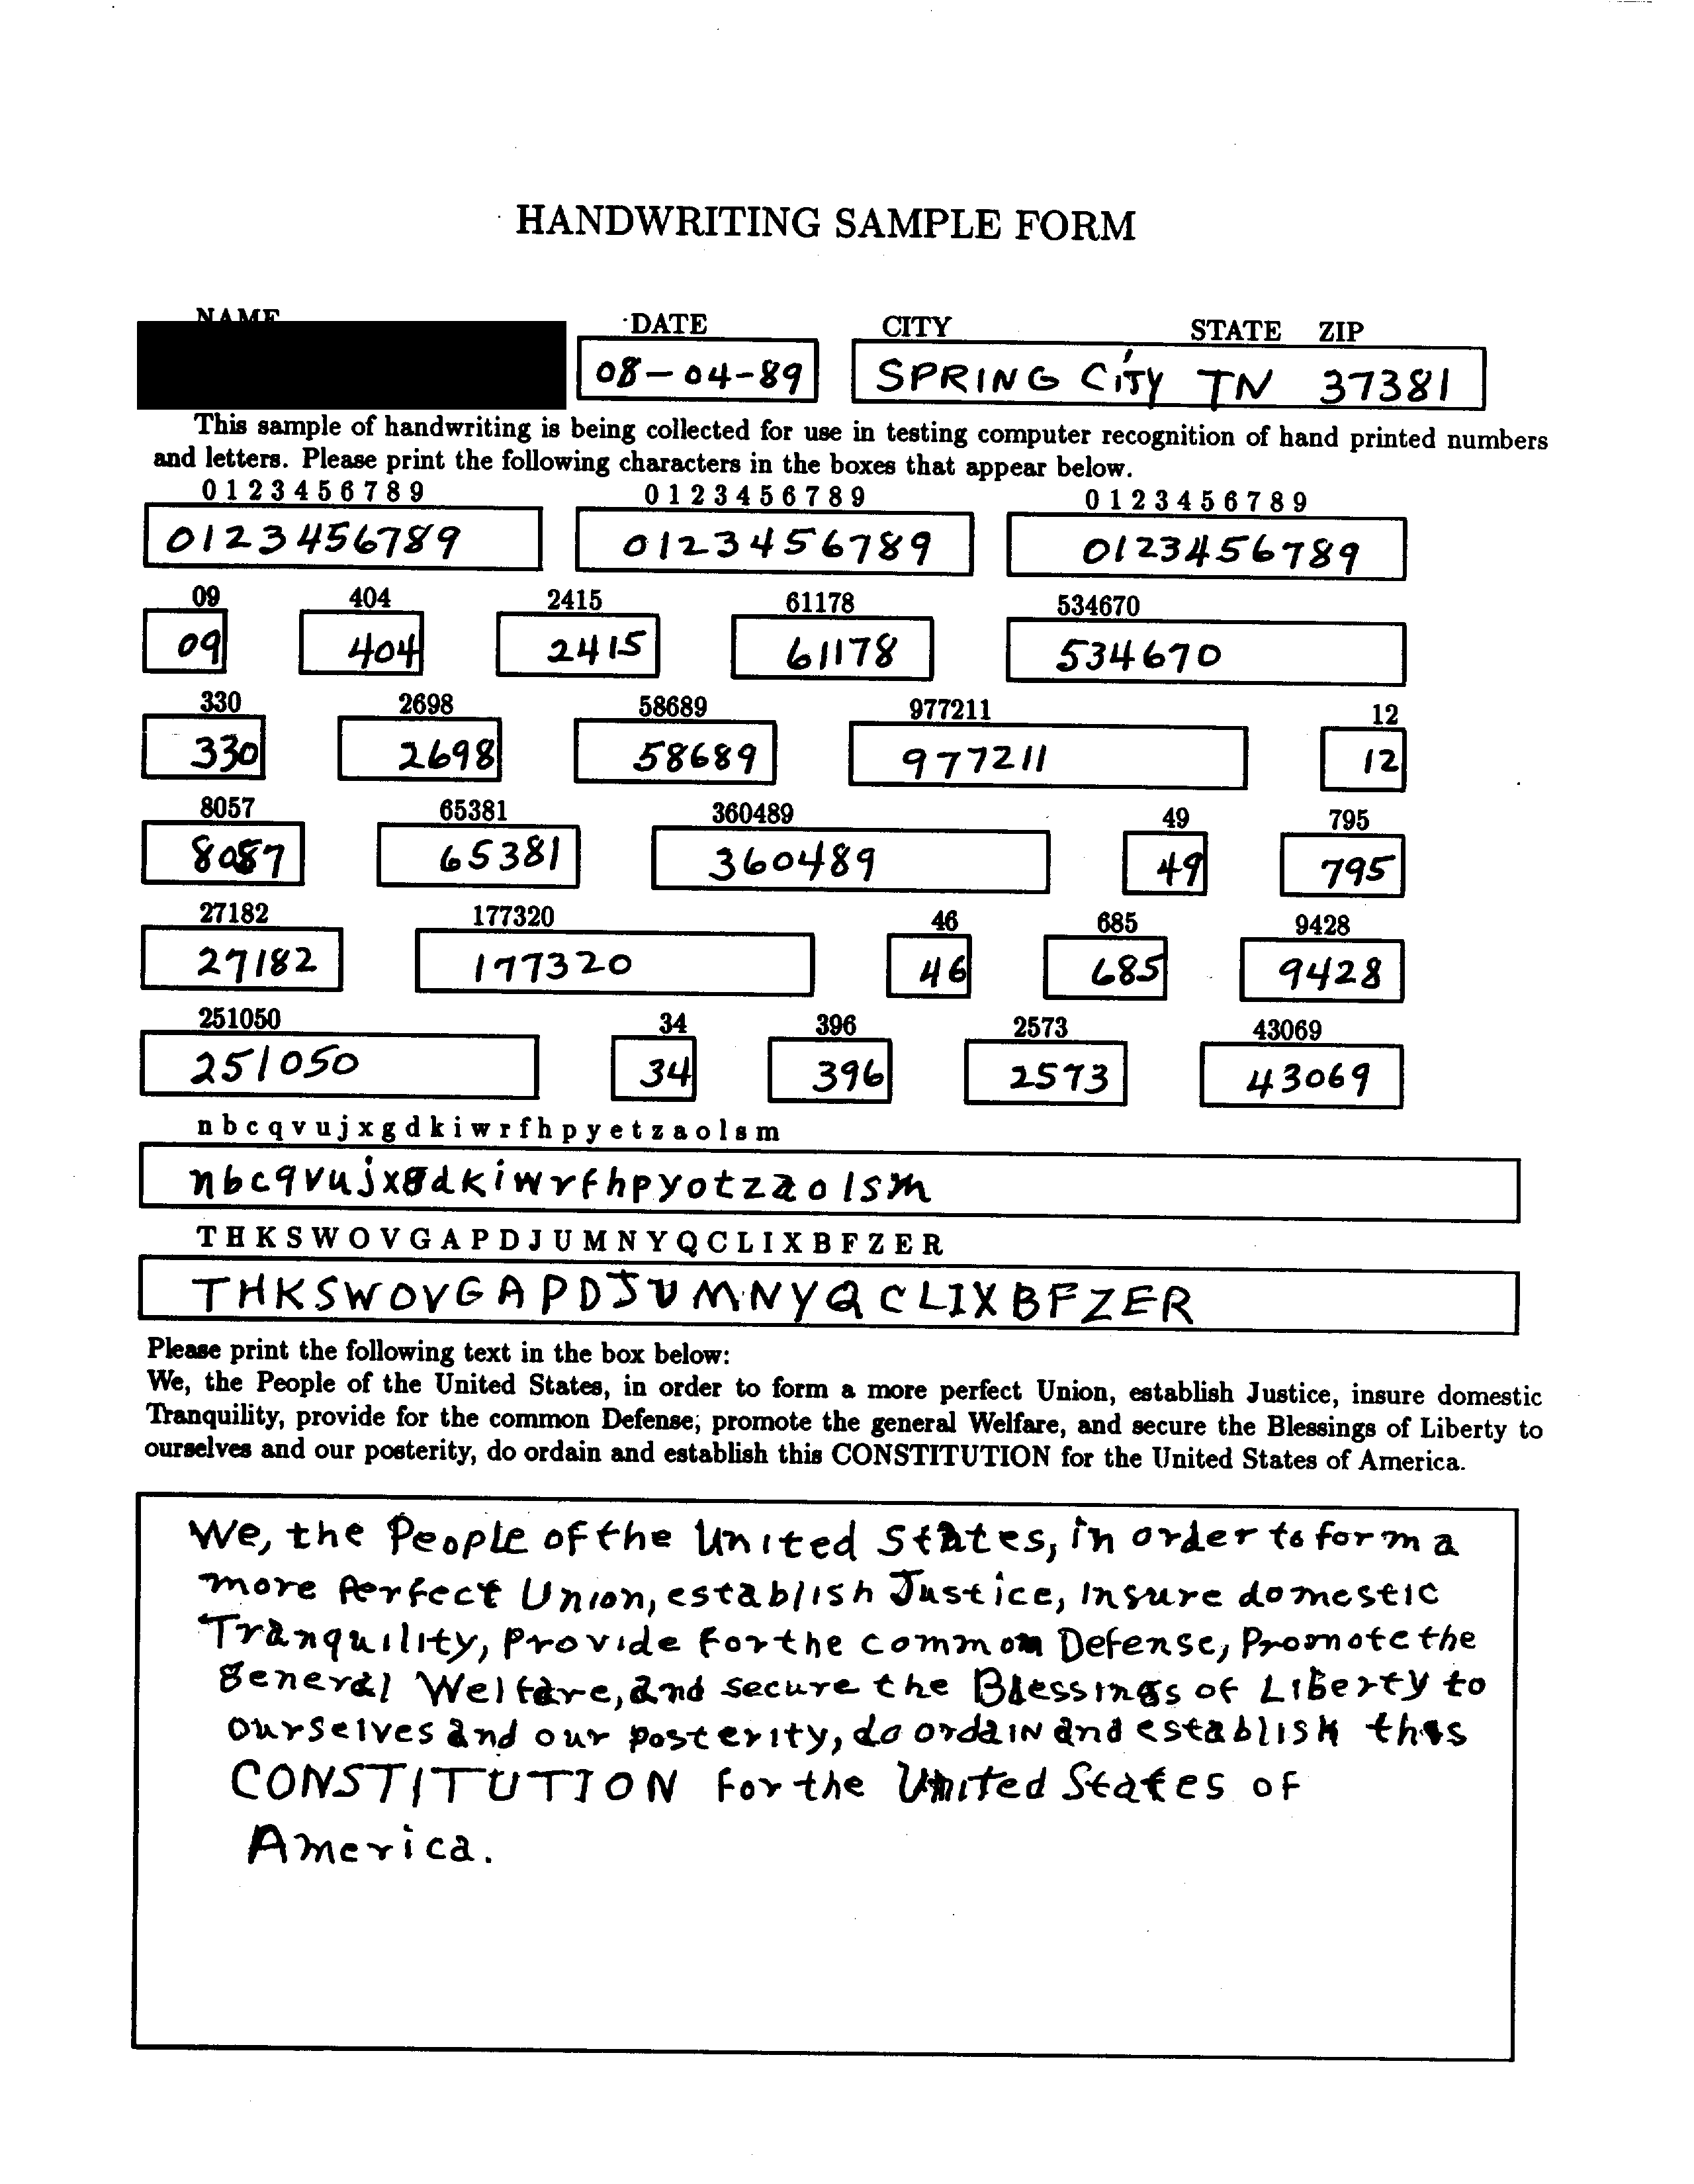 HANDWRITING SAMPLE FORM
NAME DATE CITY STATE ZIP
08-04-89 SPRING CITY TN 37381
This sample of handwriting is being collected for use in testing computer recognition of hand printed numbers
and letters. Please print the following characters in the boxes that appear below.
0 1 2 3 4 5 6 7 8 9 0 1 2 3 4 5 6 7 8 9 0 1 2 3 4 5 6 7 8 9
0123456789 0123456789 0123456789
09 404 2415 61178 534670
09 404 2415 61178 534670
330 2698 58689 977211 12
330 2698 58689 977211 12
8057 65381 360489 49 795
8087 65381 360489 49 795
27182 177320 46 685 9428
27182 177320 46 685 9428
251050 34 396 2573 43069
251050 34 396 2573 43069
n b c q v u j x g d k i w r f h p y e t z a o l s m
nbcqvujxgdkiwrfhpyotzaolsm
T H K S W O V G A P D J U M N Y Q C L I X B F Z E R
THKSWOVGAPDJUMNYQCLIXBFZER
Please print the following text in the box below:
We, the People of the United States, in order to form a more perfect Union, establish Justice, insure domestic
Tranquility, provide for the common Defense; promote the general Welfare, and secure the Blessings of Liberty to
ourselves and our posterity, do ordain and establish this CONSTITUTION for the United States of America.
We, the People of the United States, in order to form a
more perfect Union, establish Justice, insure domestic
Tranquility, provide for the common Defense, Promote the
general Welfare, and secure the Blessings of Liberty to
ourselves and our posterity, do ordain and establish this
CONSTITUTION for the United States of
America.